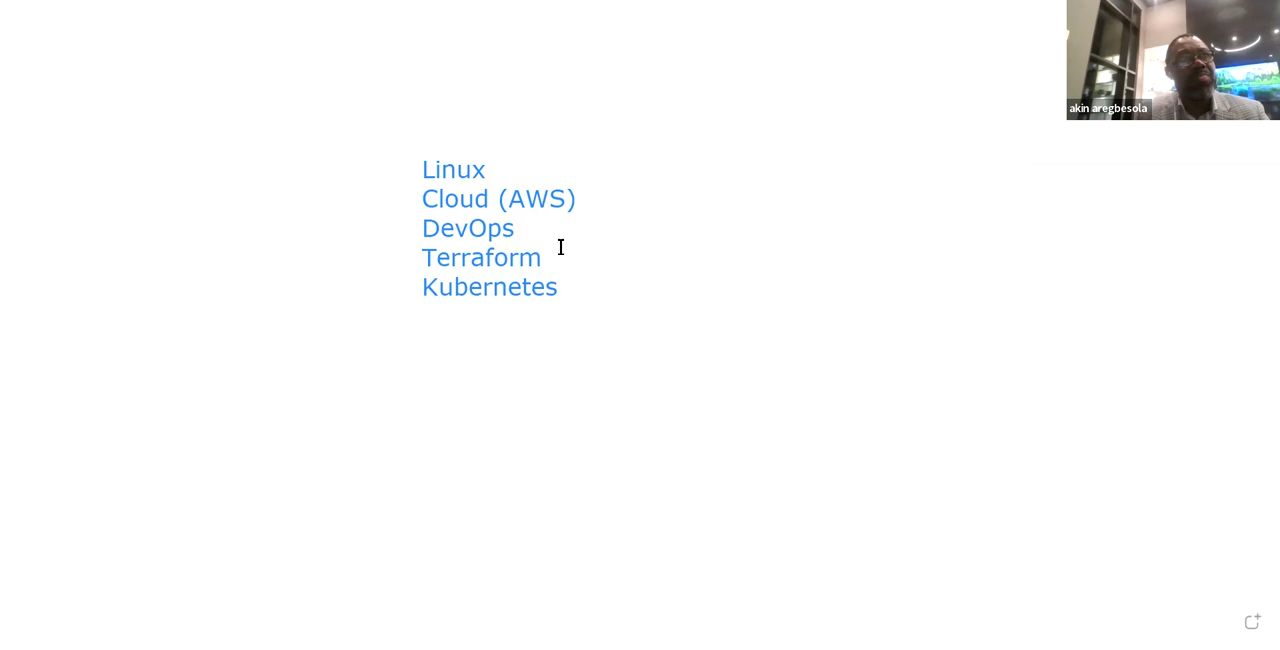 akin aregbesola
Linux
Cloud (AWS)
DevOps
Terraform
Kubernetes